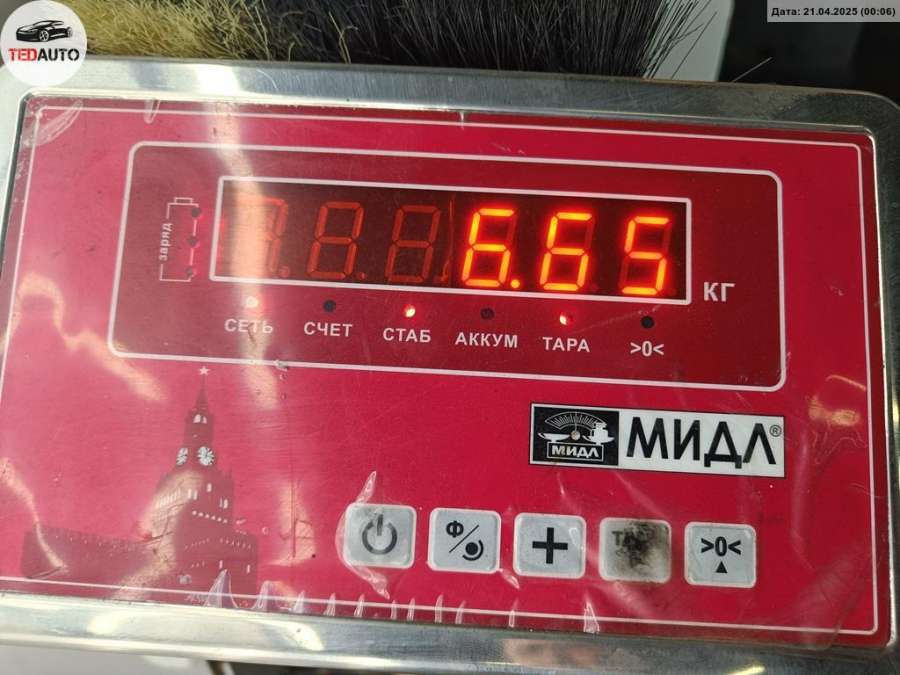 TEDAUTO
Дата: 21.04.2025 (00:06)
заряд
6.65
КГ
СЕТЬ СЧЕТ СТАБ АККУМ ТАРА >0<
МИДЛ МИДЛ®
Ф/ + >0<